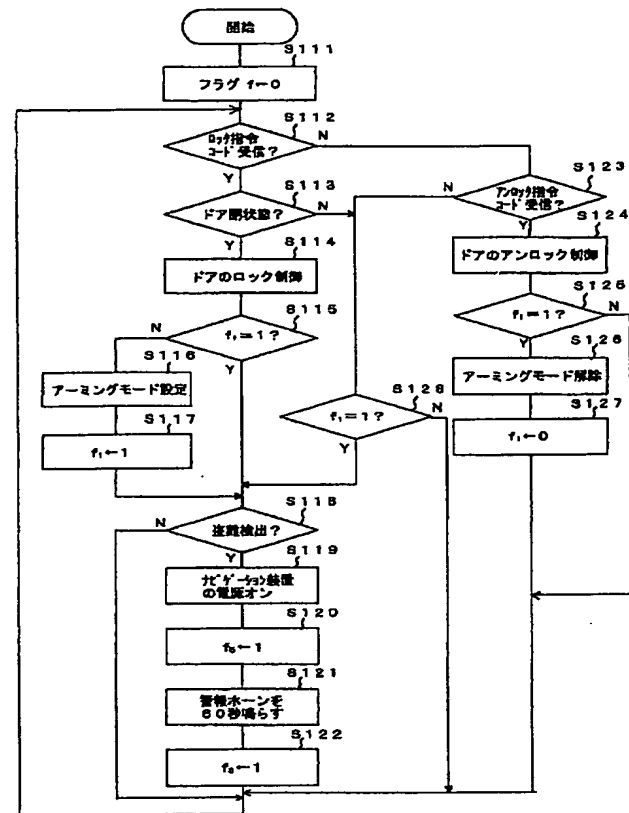 開始
S111
フラグ f←0
S112
ロック指令
コード受信?
N
Y
S113
ドア閉状態?
N
Y
S114
ドアのロック制御
S115
f₁=1?
N
Y
S116
アーミングモード設定
S117
f₁←1
S123
アンロック指令
コード受信?
N
Y
S124
ドアのアンロック制御
S125
f₁=1?
N
Y
S126
アーミングモード解除
S127
f₁←0
S128
f₁=1?
N
Y
S118
盗難検出?
N
Y
S119
ナビゲーション装置
の電源オン
S120
S121
警報ホーンを
60秒鳴らす
S122